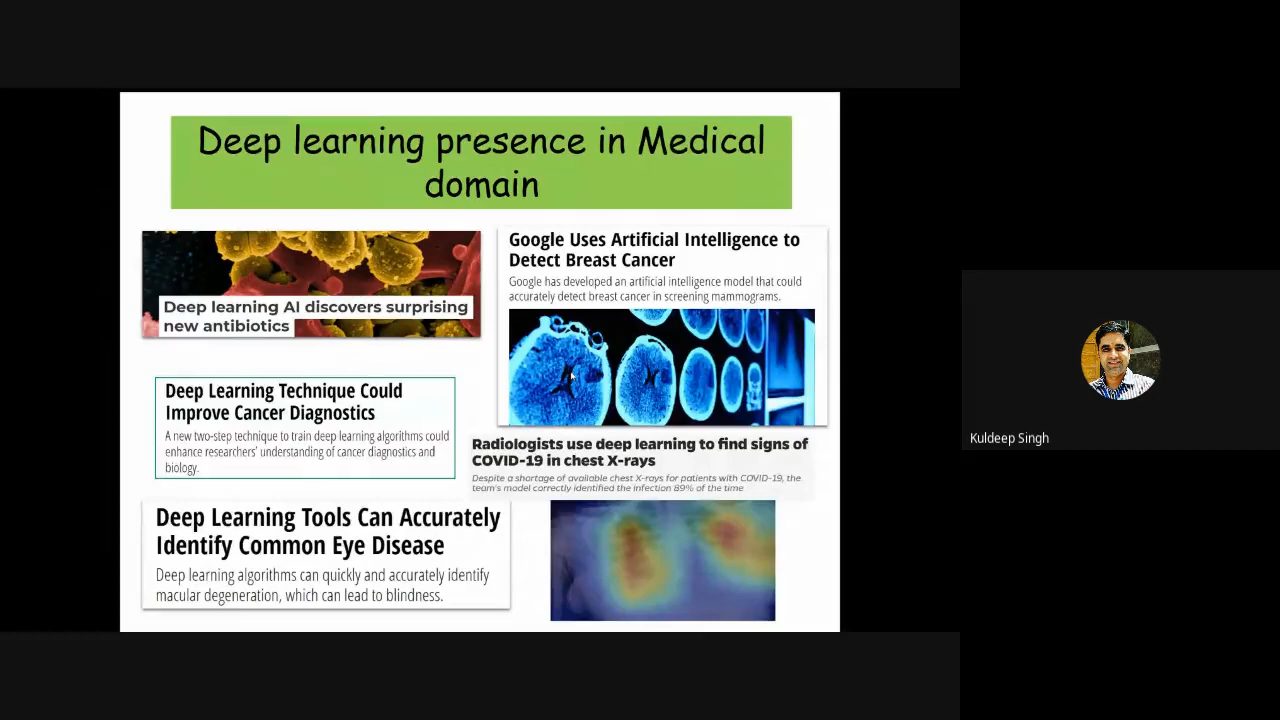 Deep learning presence in Medical
domain
Deep learning AI discovers surprising
new antibiotics
Google Uses Artificial Intelligence to
Detect Breast Cancer
Google has developed an artificial intelligence model that could
accurately detect breast cancer in screening mammograms.
Deep Learning Technique Could
Improve Cancer Diagnostics
A new two-step technique to train deep learning algorithms could
enhance researchers' understanding of cancer diagnostics and
biology.
Radiologists use deep learning to find signs of
COVID-19 in chest X-rays
Despite a shortage of available chest X-rays for patients with COVID-19, the
team's model correctly identified the infection 89% of the time
Deep Learning Tools Can Accurately
Identify Common Eye Disease
Deep learning algorithms can quickly and accurately identify
macular degeneration, which can lead to blindness.
Kuldeep Singh